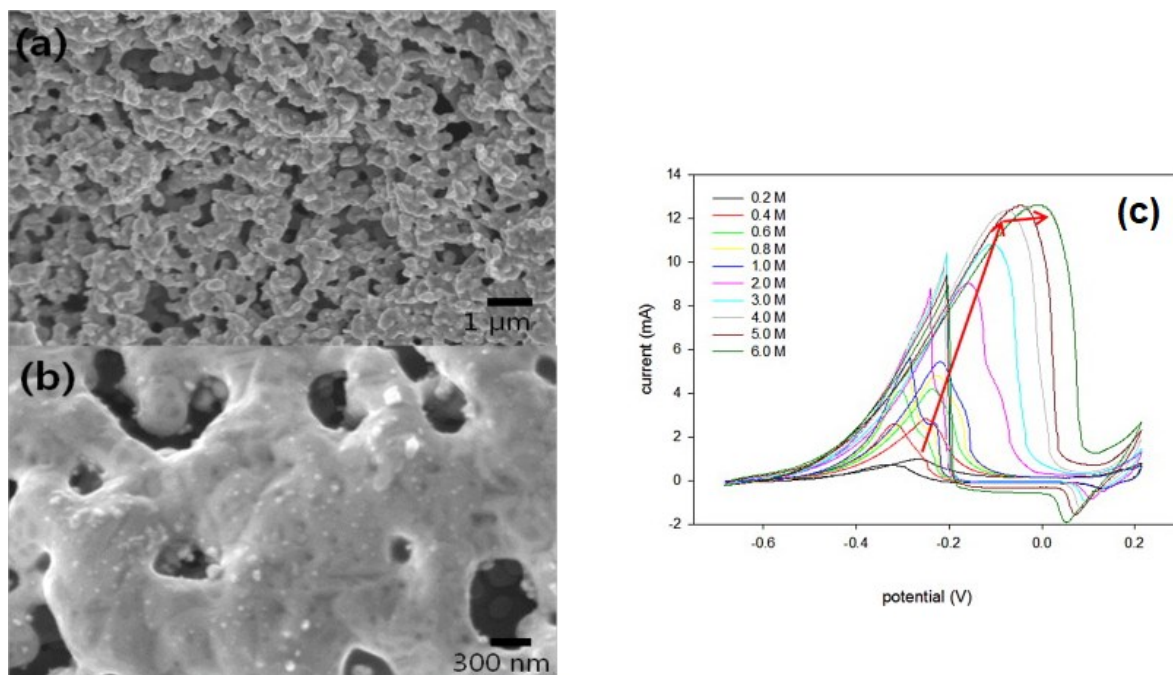 (a)
1 µm
(b)
300 nm
(c)
14
12
10
8
6
4
2
0
-2
current (mA)
0.2 M
0.4 M
0.6 M
0.8 M
1.0 M
2.0 M
3.0 M
4.0 M
5.0 M
6.0 M
-0.6
-0.4
-0.2
0.0
0.2
potential (V)